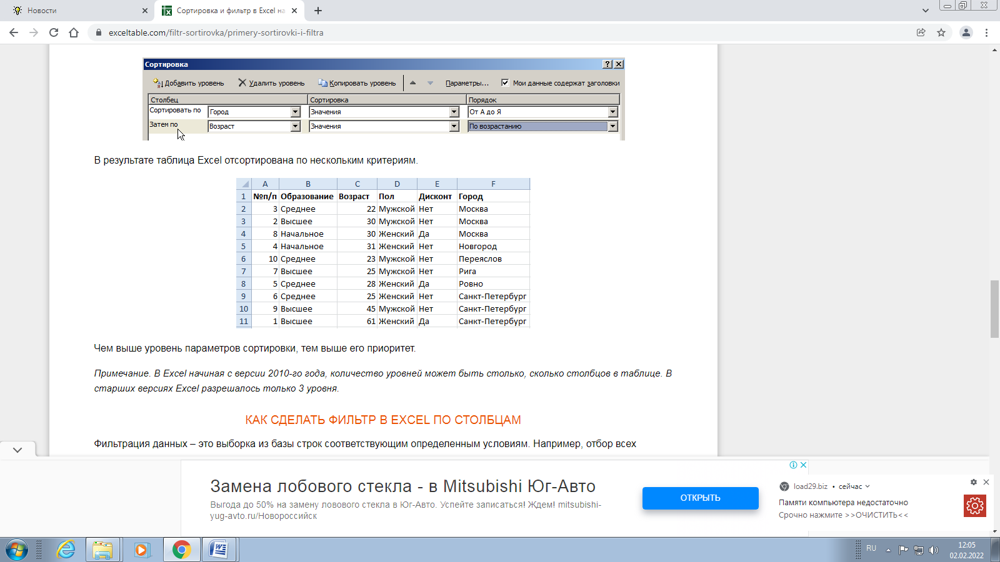 Новости
Сортировка и фильтр в Excel на
exceltable.com/filtr-sortirovka/primery-sortirovki-i-filtra
Сортировка
Добавить уровень Удалить уровень Копировать уровень Параметры... Мои данные содержат заголовки
Столбец Сортировка Порядок
Сортировать по Город Значения От А до Я
Затем по Возраст Значения По возрастанию
В результате таблица Excel отсортирована по нескольким критериям.
A B C D E F
1 №п/п Образование Возраст Пол Дисконт Город
2 3 Среднее 22 Мужской Нет Москва
3 2 Высшее 30 Мужской Нет Москва
4 8 Начальное 30 Женский Да Москва
5 4 Начальное 31 Женский Нет Новгород
6 10 Среднее 23 Мужской Нет Переяслов
7 7 Высшее 25 Мужской Нет Рига
8 5 Среднее 28 Женский Да Ровно
9 6 Среднее 25 Женский Нет Санкт-Петербург
10 9 Высшее 45 Мужской Нет Санкт-Петербург
11 1 Высшее 61 Женский Да Санкт-Петербург
Чем выше уровень параметров сортировки, тем выше его приоритет.
Примечание. В Excel начиная с версии 2010-го года, количество уровней может быть столько, сколько столбцов в таблице. В
старших версиях Excel разрешалось только 3 уровня.
КАК СДЕЛАТЬ ФИЛЬТР В EXCEL ПО СТОЛБЦАМ
Фильтрация данных – это выборка из базы строк соответствующим определенным условиям. Например, отбор всех
Замена лобового стекла - в Mitsubishi Юг-Авто
Выгода до 50% на замену ловового стекла в Юг-Авто. Успейте записаться! Ждем! mitsubishi-
yug-avto.ru/Новороссийск
ОТКРЫТЬ
load29.biz • сейчас
Памяти компьютера недостаточно
Срочно нажмите >>ОЧИСТИТЬ<<
RU
12:05
02.02.2022